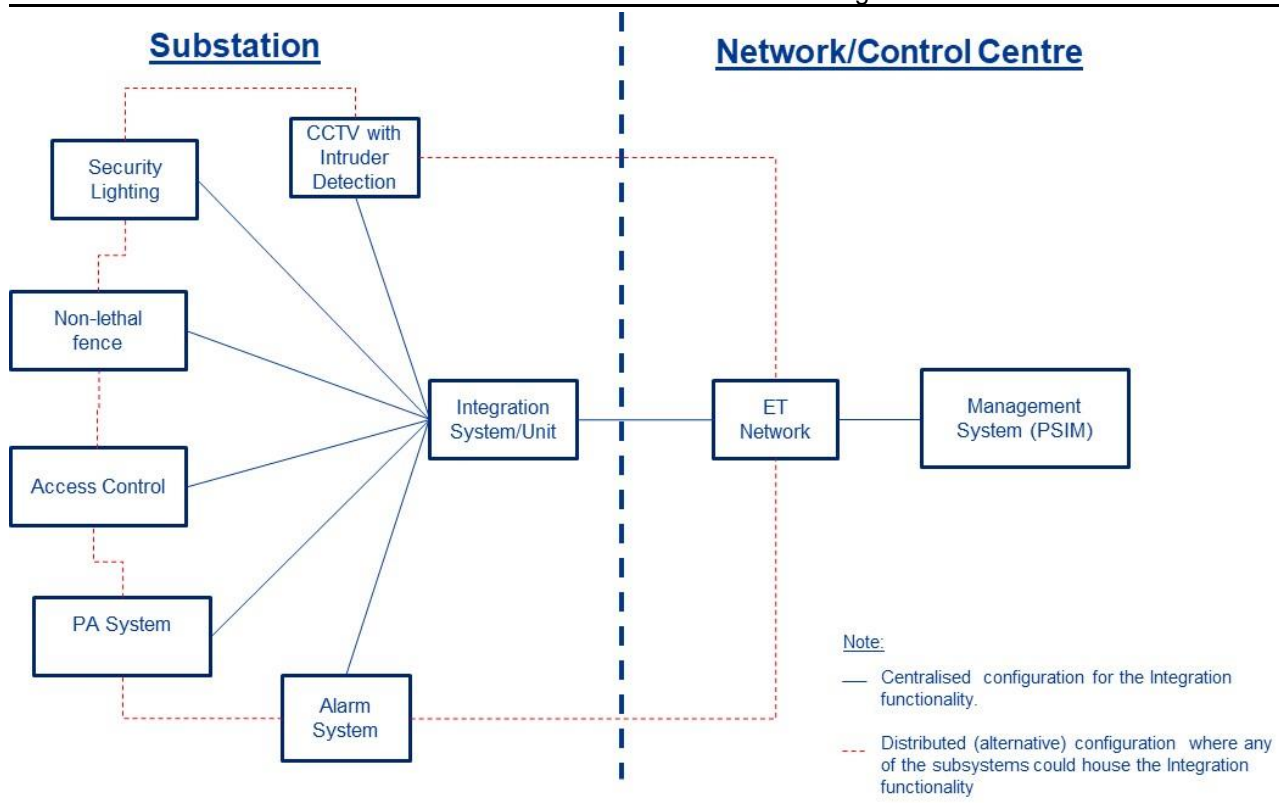 Substation
Network/Control Centre
CCTV with
Intruder
Detection
Security
Lighting
Non-lethal
fence
Integration
System/Unit
ET
Network
Management
System (PSIM)
Access Control
PA System
Alarm
System
Note:
Centralised configuration for the Integration
functionality.
Distributed (alternative) configuration where any
of the subsystems could house the Integration
functionality